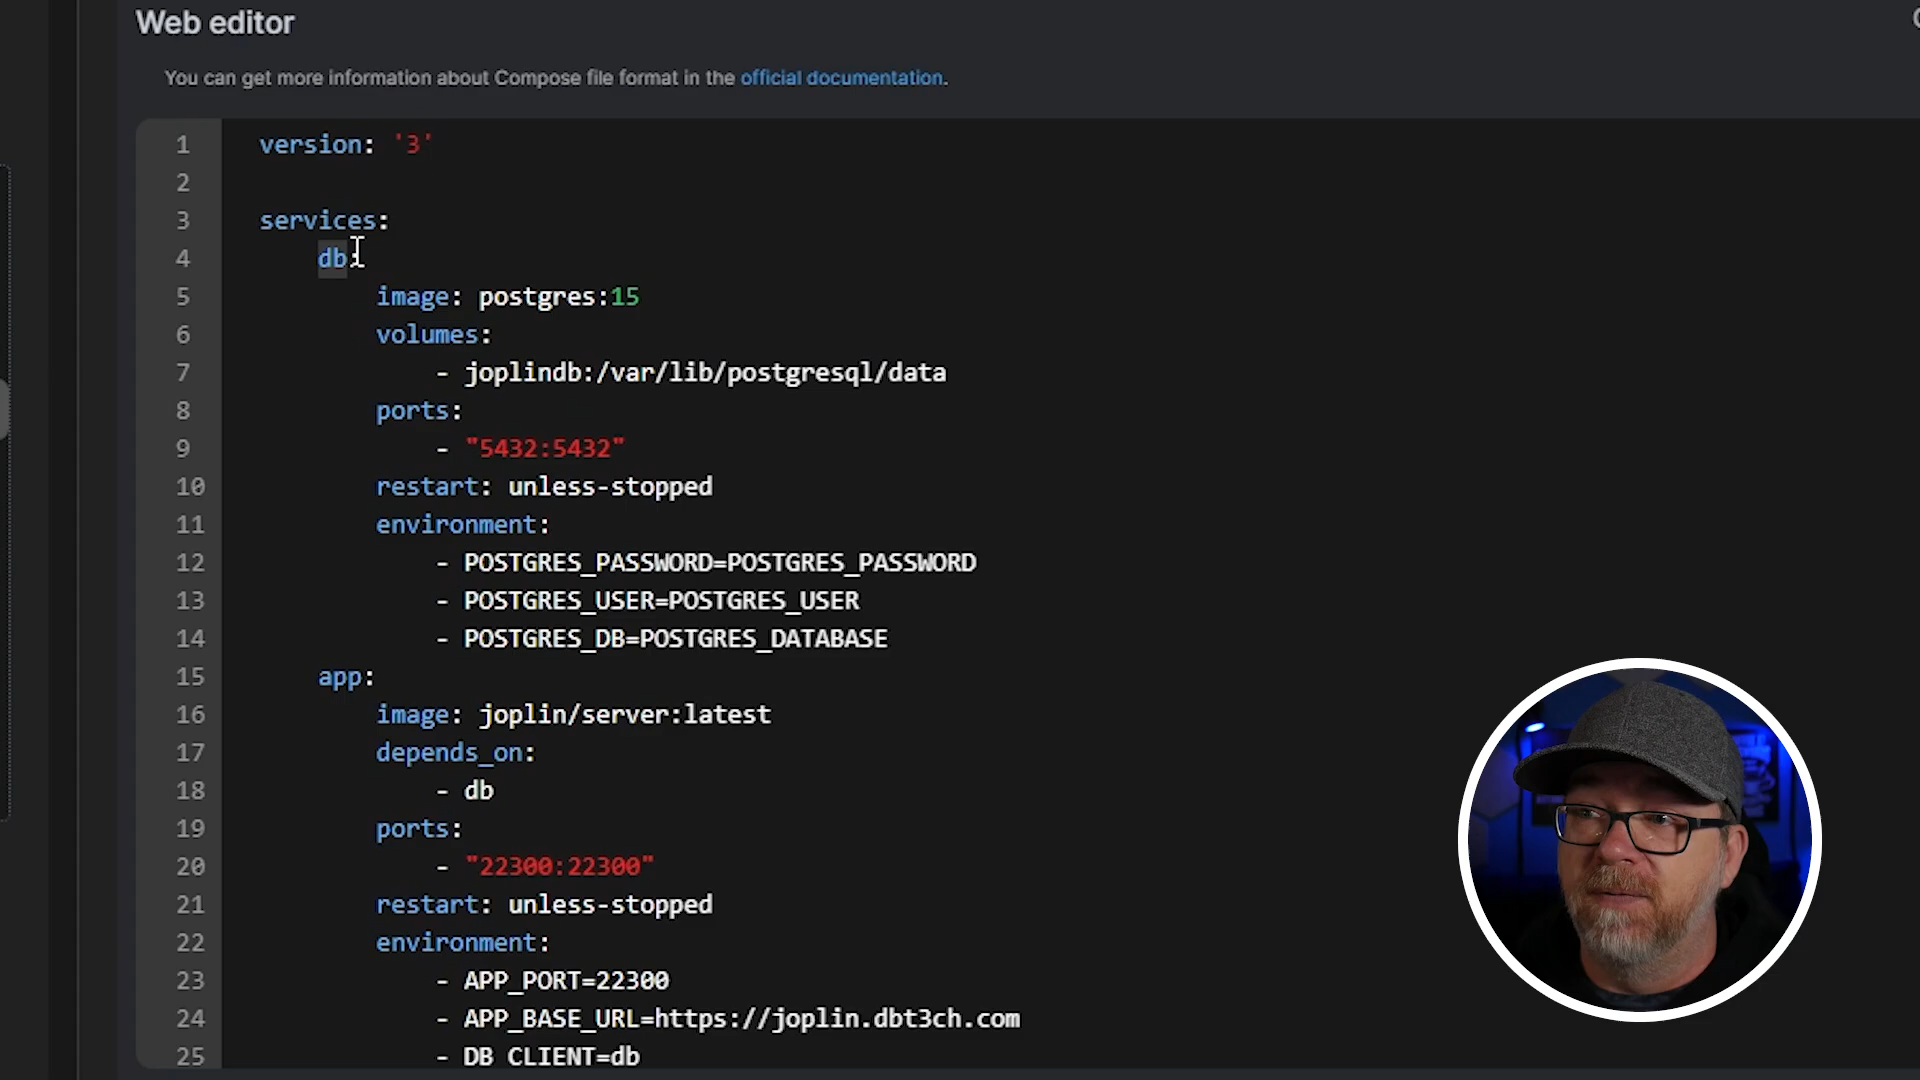 Web editor
You can get more information about Compose file format in the official documentation.
1 version: '3'
2
3 services:
4 db:
5 image: postgres:15
6 volumes:
7 - joplindb:/var/lib/postgresql/data
8 ports:
9 - "5432:5432"
10 restart: unless-stopped
11 environment:
12 - POSTGRES_PASSWORD=POSTGRES_PASSWORD
13 - POSTGRES_USER=POSTGRES_USER
14 - POSTGRES_DB=POSTGRES_DATABASE
15 app:
16 image: joplin/server:latest
17 depends_on:
18 - db
19 ports:
20 - "22300:22300"
21 restart: unless-stopped
22 environment:
23 - APP_PORT=22300
24 - APP_BASE_URL=https://joplin.dbt3ch.com
25 - DB_CLIENT=db